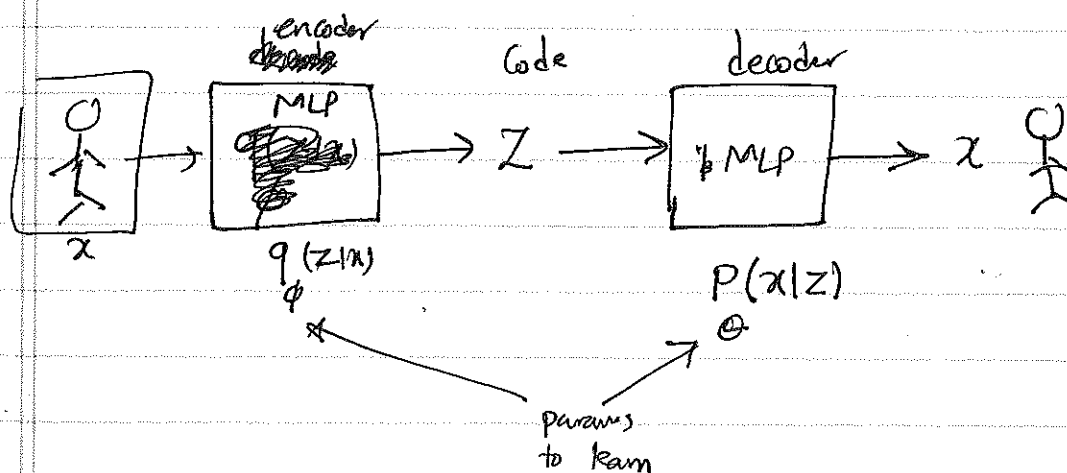 encoder
Code
decoder
MLP
Z
MLP
x
x
q (z|x)
ϕ
P(x|z)
θ
params
to learn